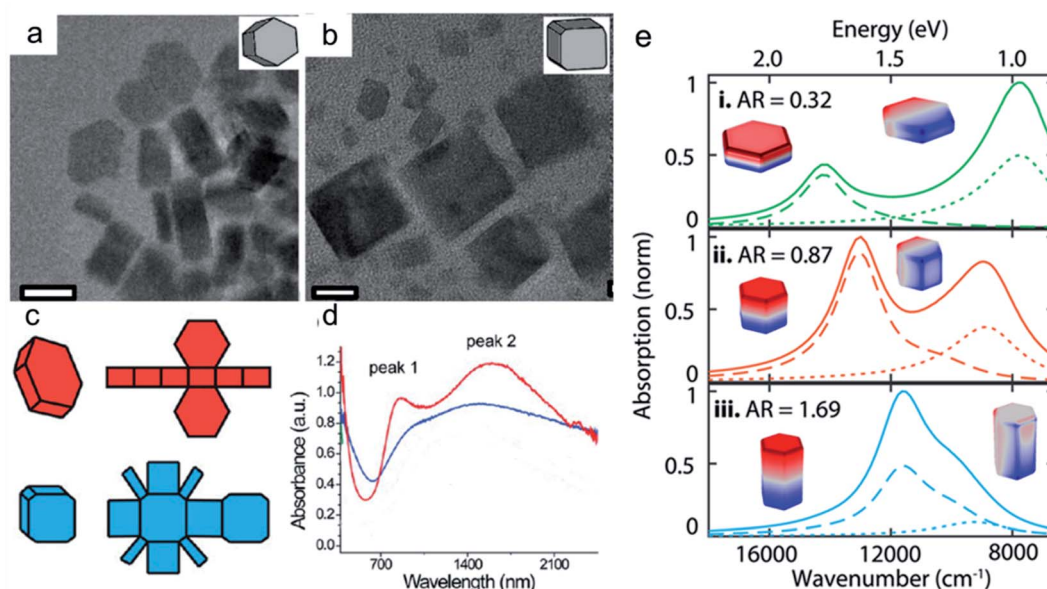 a
b
c
d
peak 1
peak 2
1.2
1.0
0.8
0.6
0.4
0.2
0.0
Absorbance (a.u.)
700
1400
2100
Wavelength (nm)
e
Energy (eV)
2.0
1.5
1.0
i. AR = 0.32
1
0.5
0
ii. AR = 0.87
1
0.5
0
iii. AR = 1.69
1
0.5
0
Absorption (norm)
16000
12000
8000
Wavenumber (cm⁻¹)